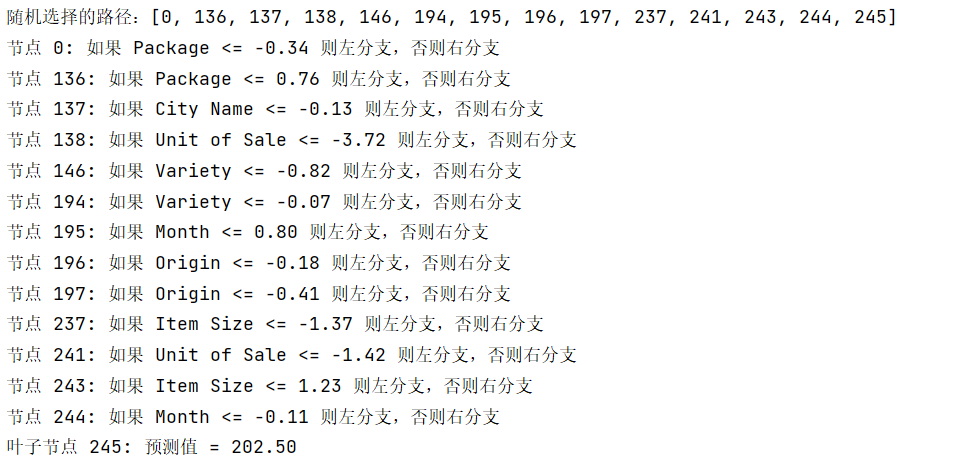 随机选择的路径：[0, 136, 137, 138, 146, 194, 195, 196, 197, 237, 241, 243, 244, 245]
节点 0: 如果 Package <= -0.34 则左分支，否则右分支
节点 136: 如果 Package <= 0.76 则左分支，否则右分支
节点 137: 如果 City Name <= -0.13 则左分支，否则右分支
节点 138: 如果 Unit of Sale <= -3.72 则左分支，否则右分支
节点 146: 如果 Variety <= -0.82 则左分支，否则右分支
节点 194: 如果 Variety <= -0.07 则左分支，否则右分支
节点 195: 如果 Month <= 0.80 则左分支，否则右分支
节点 196: 如果 Origin <= -0.18 则左分支，否则右分支
节点 197: 如果 Origin <= -0.41 则左分支，否则右分支
节点 237: 如果 Item Size <= -1.37 则左分支，否则右分支
节点 241: 如果 Unit of Sale <= -1.42 则左分支，否则右分支
节点 243: 如果 Item Size <= 1.23 则左分支，否则右分支
节点 244: 如果 Month <= -0.11 则左分支，否则右分支
叶子节点 245: 预测值 = 202.50